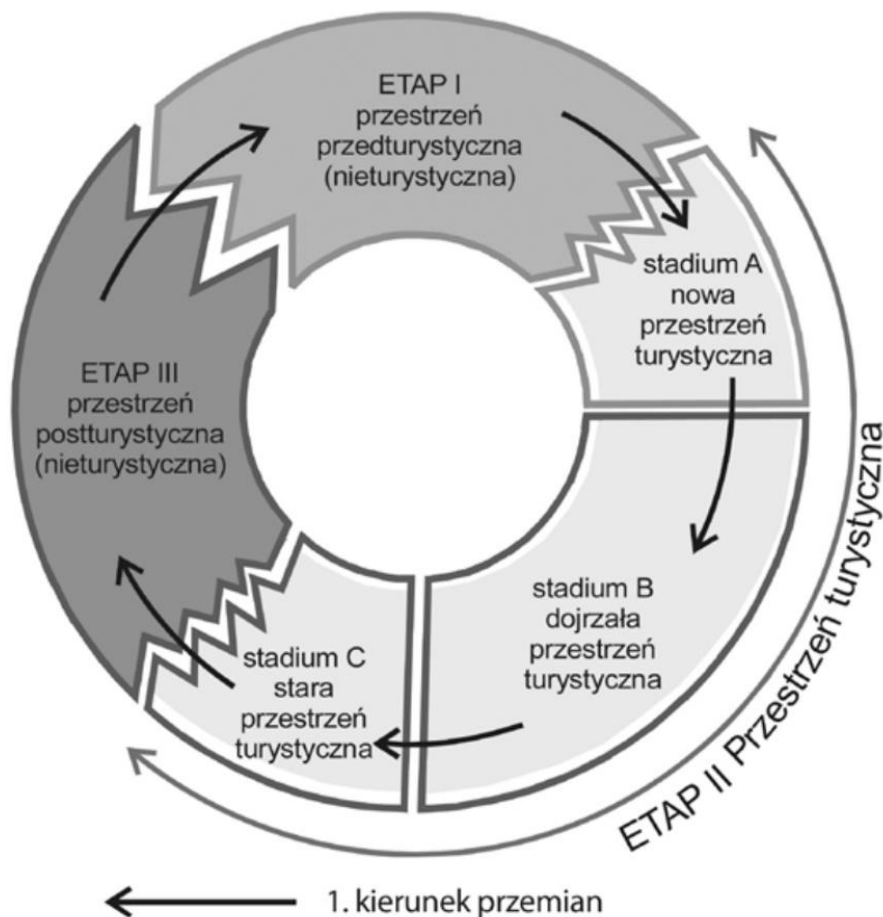 ETAP I
przestrzeń
przedturystyczna
(nieturystyczna)
stadium A
nowa
przestrzeń
turystyczna
ETAP III
przestrzeń
postturystyczna
(nieturystyczna)
stadium B
dojrzała
przestrzeń
turystyczna
stadium C
stara
przestrzeń
turystyczna
ETAP II Przestrzeń turystyczna
1. kierunek przemian